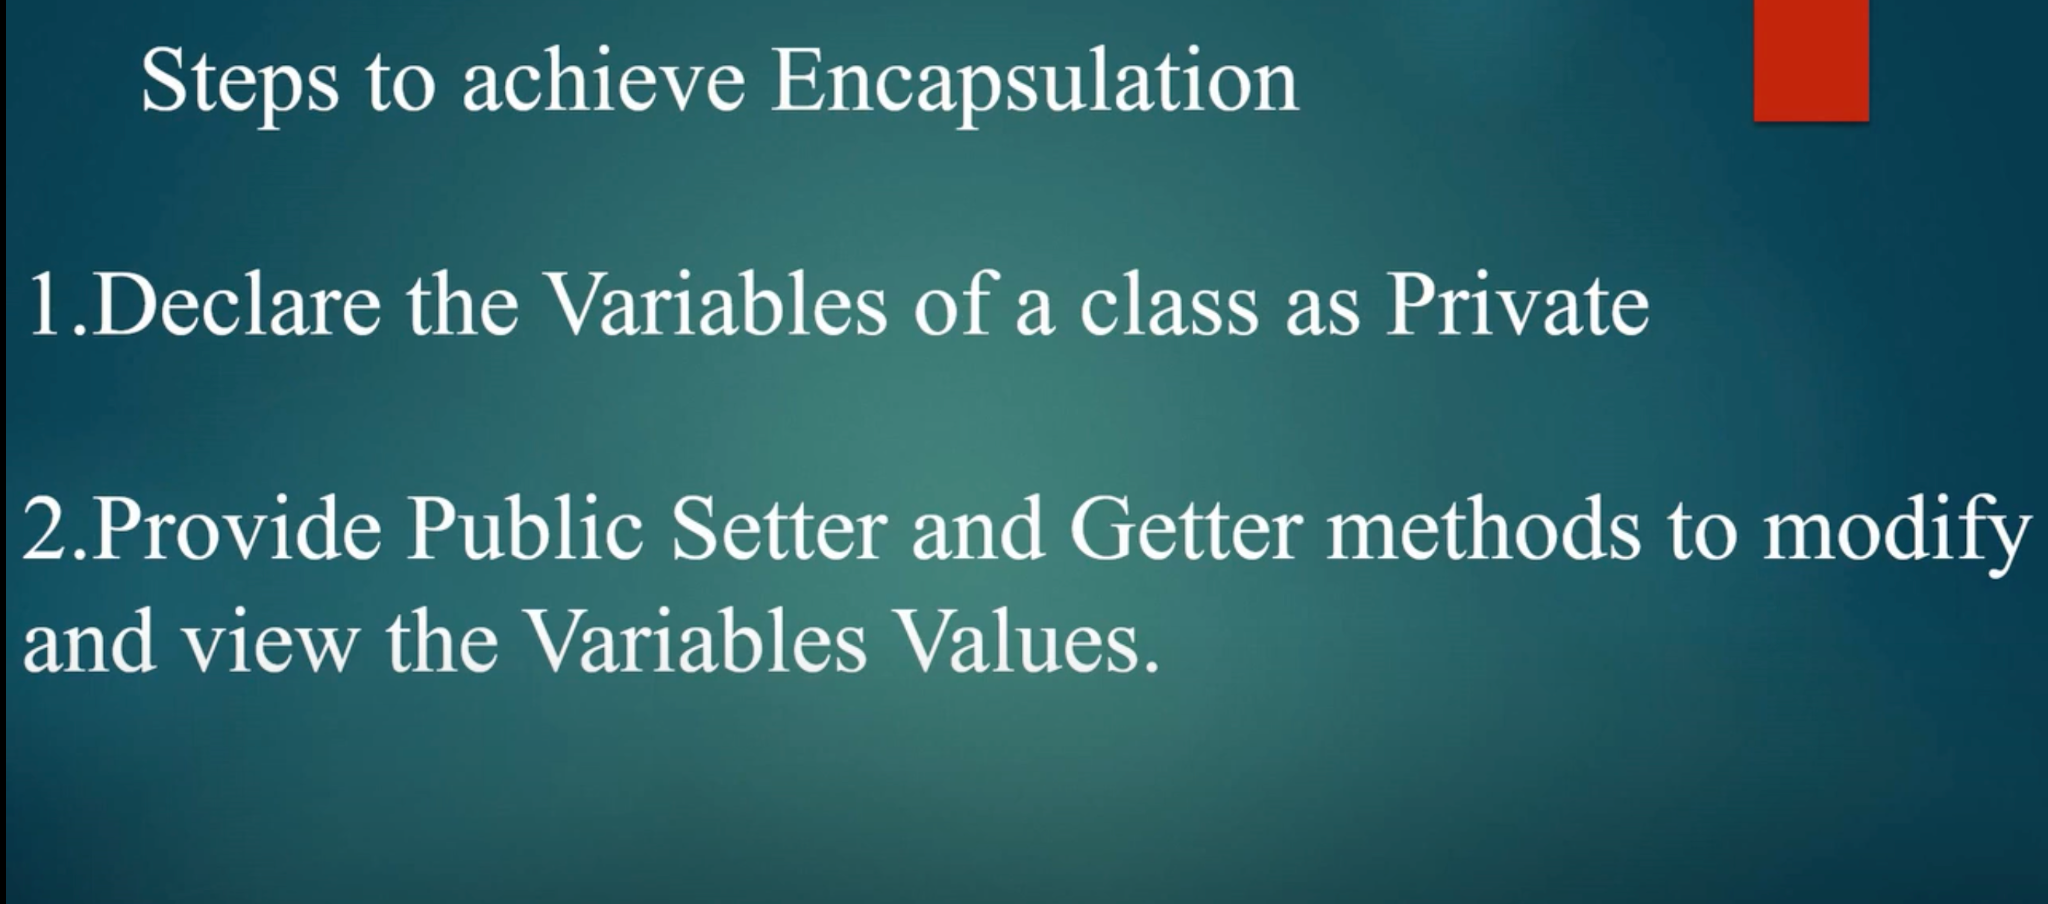 Steps to achieve Encapsulation
1.Declare the Variables of a class as Private
2.Provide Public Setter and Getter methods to modify
and view the Variables Values.